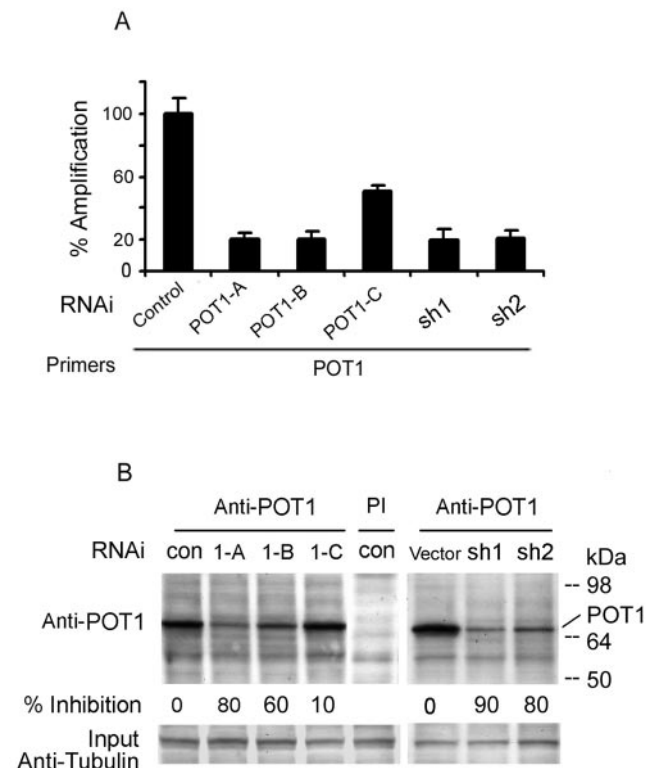 A
% Amplification
100
60
20
0
RNAi
Control
POT1-A
POT1-B
POT1-C
sh1
sh2
Primers
POT1
B
Anti-POT1 PI Anti-POT1
RNAi con 1-A 1-B 1-C con Vector sh1 sh2
kDa
-- 98
Anti-POT1
POT1
-- 64
-- 50
% Inhibition 0 80 60 10 0 90 80
Input
Anti-Tubulin